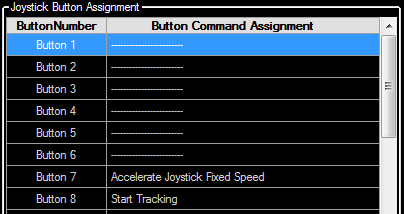 Joystick Button Assignment
ButtonNumber Button Command Assignment
Button 1 ------------------------
Button 2 ------------------------
Button 3 ------------------------
Button 4 ------------------------
Button 5 ------------------------
Button 6 ------------------------
Button 7 Accelerate Joystick Fixed Speed
Button 8 Start Tracking